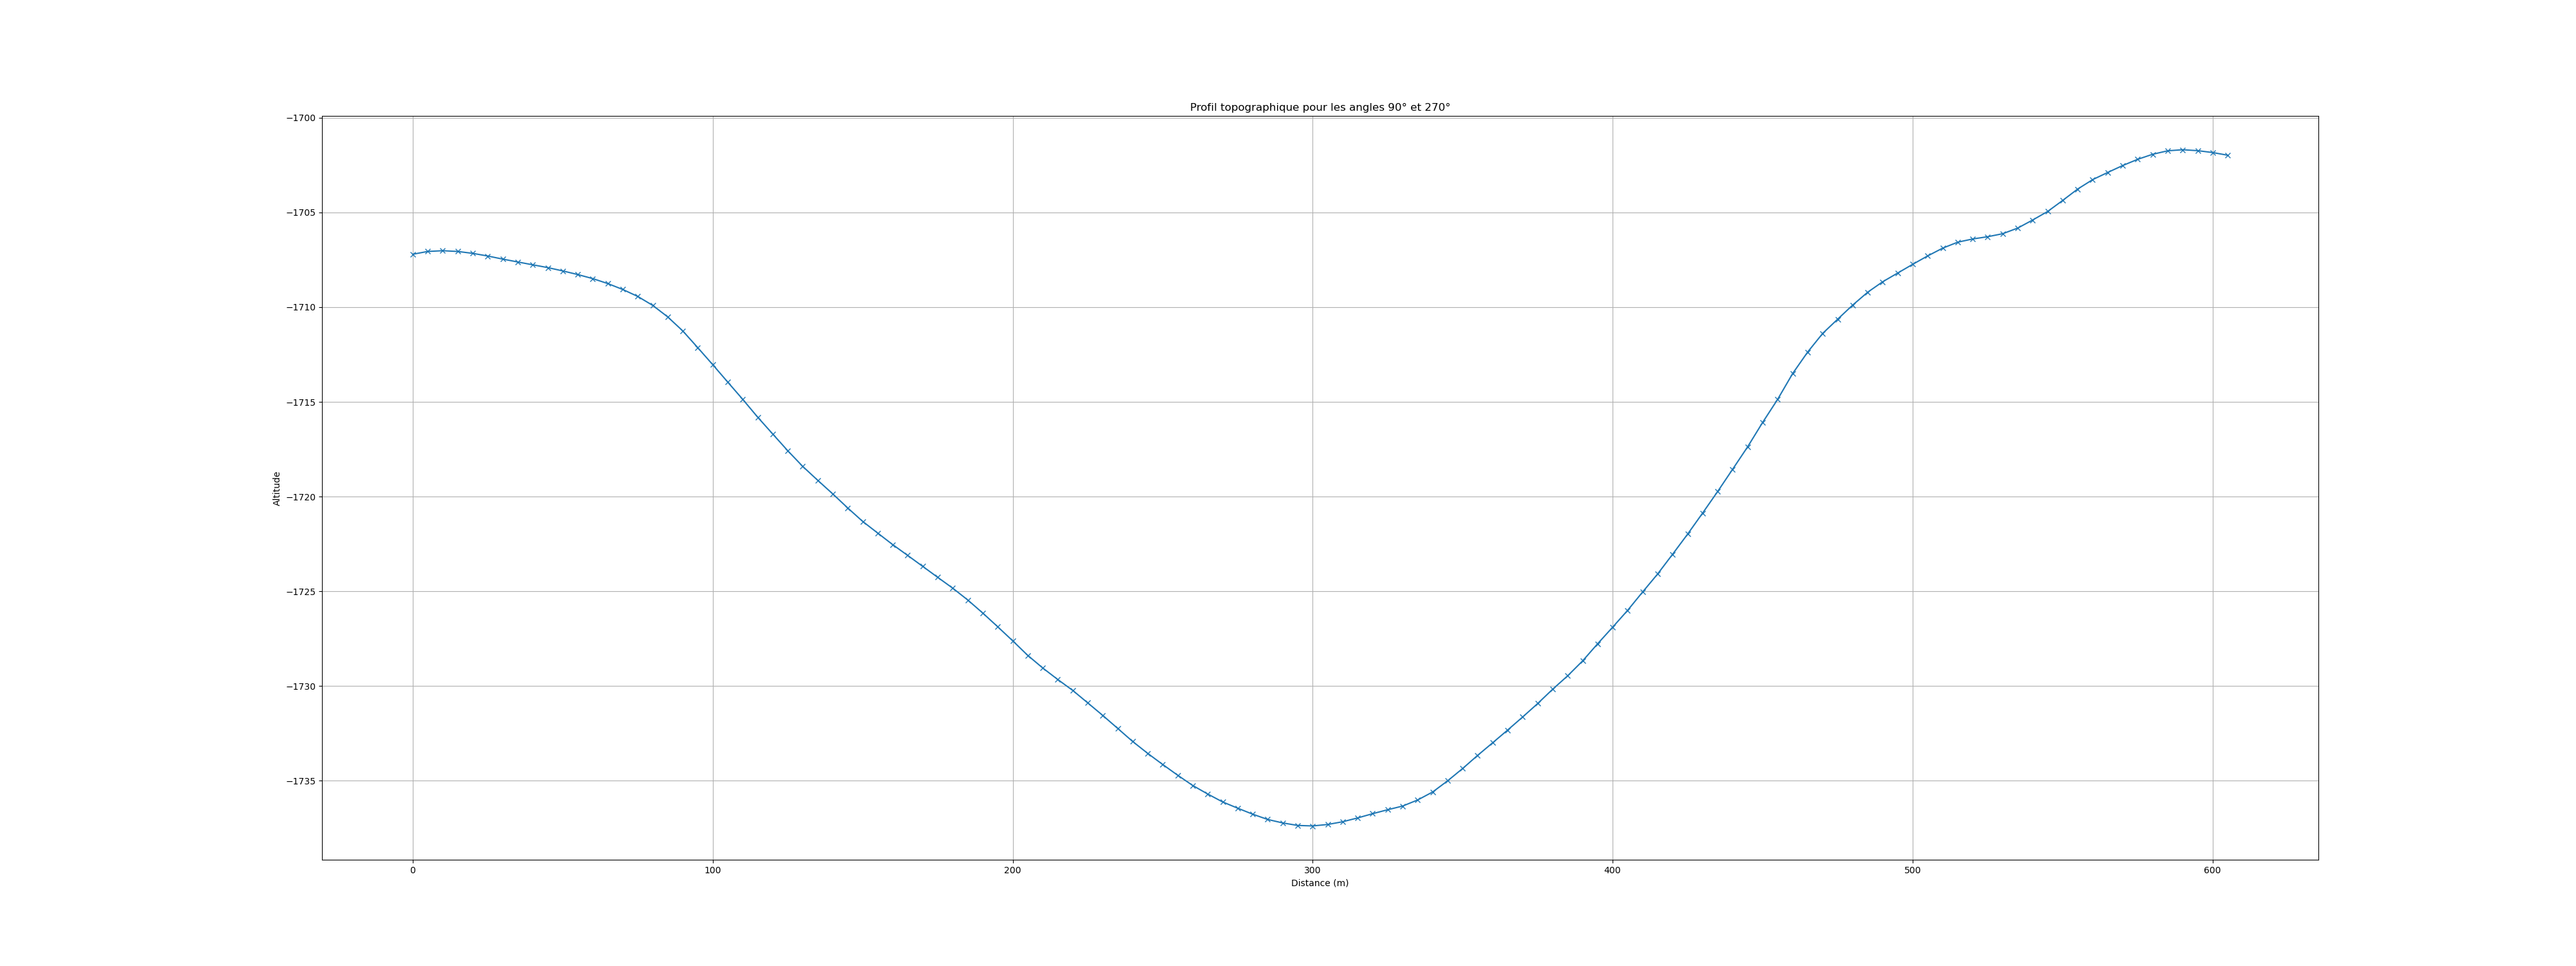 Profil topographique pour les angles 90° et 270°
−1700
−1705
−1710
−1715
−1720
−1725
−1730
−1735
Altitude
0 100 200 300 400 500 600
Distance (m)